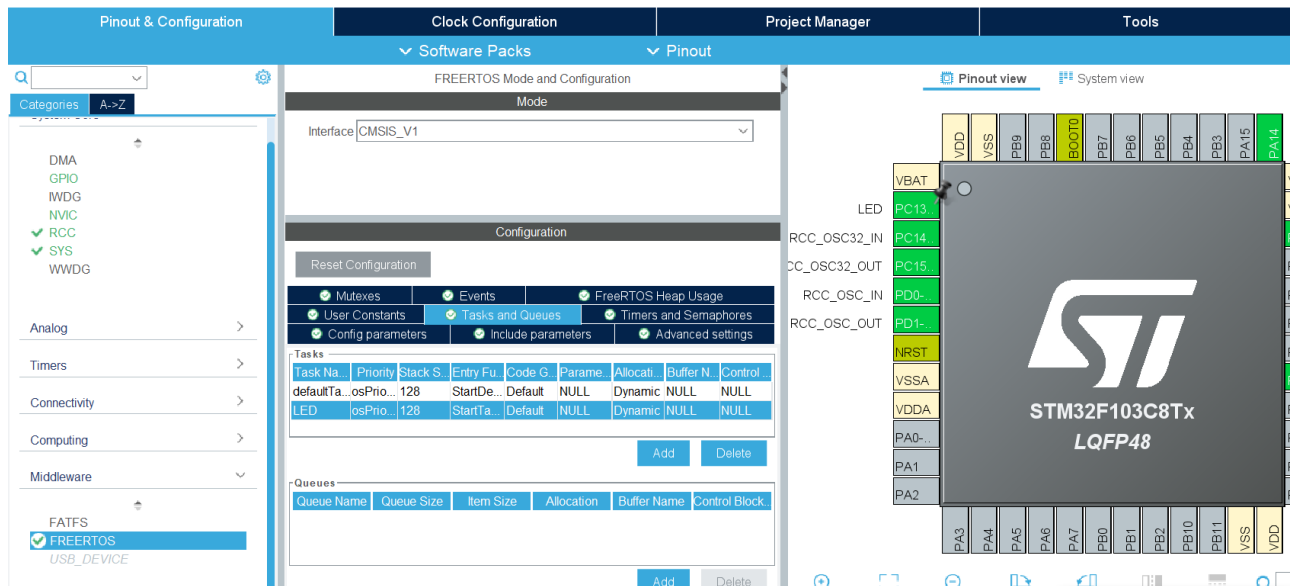 Pinout & Configuration
Clock Configuration
Project Manager
Tools
Software Packs
Pinout
Categories
A->Z
DMA
GPIO
IWDG
NVIC
RCC
SYS
WWDG
Analog
Timers
Connectivity
Computing
Middleware
FATFS
FREERTOS
USB_DEVICE
FREERTOS Mode and Configuration
Mode
Interface CMSIS_V1
Configuration
Reset Configuration
Mutexes Events FreeRTOS Heap Usage
User Constants Tasks and Queues Timers and Semaphores
Config parameters Include parameters Advanced settings
Tasks
Task Na... Priority Stack S... Entry Fu... Code G... Parame... Allocati... Buffer N... Control ...
defaultTa... osPrio... 128 StartDe... Default NULL Dynamic NULL NULL
LED osPrio... 128 StartTa... Default NULL Dynamic NULL NULL
Add Delete
Queues
Queue Name Queue Size Item Size Allocation Buffer Name Control Block...
Add Delete
Pinout view System view
VDD VSS PB9 PB8 BOOT0 PB7 PB6 PB5 PB4 PB3 PA15 PA14
VBAT
LED PC13..
RCC_OSC32_IN PC14..
CC_OSC32_OUT PC15..
RCC_OSC_IN PD0-..
RCC_OSC_OUT PD1-..
NRST
VSSA
VDDA
PA0-..
PA1
PA2
ST
STM32F103C8Tx
LQFP48
PA3 PA4 PA5 PA6 PA7 PB0 PB1 PB2 PB10 PB11 VSS VDD